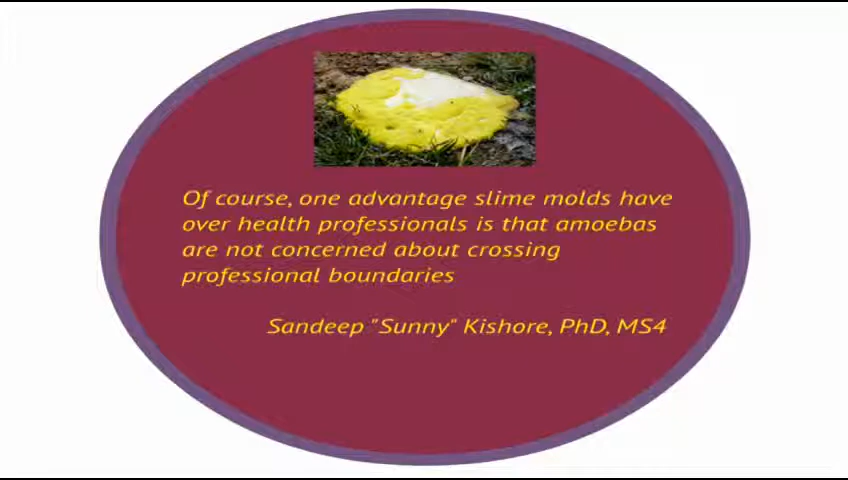 Of course, one advantage slime molds have
over health professionals is that amoebas
are not concerned about crossing
professional boundaries
Sandeep "Sunny" Kishore, PhD, MS4